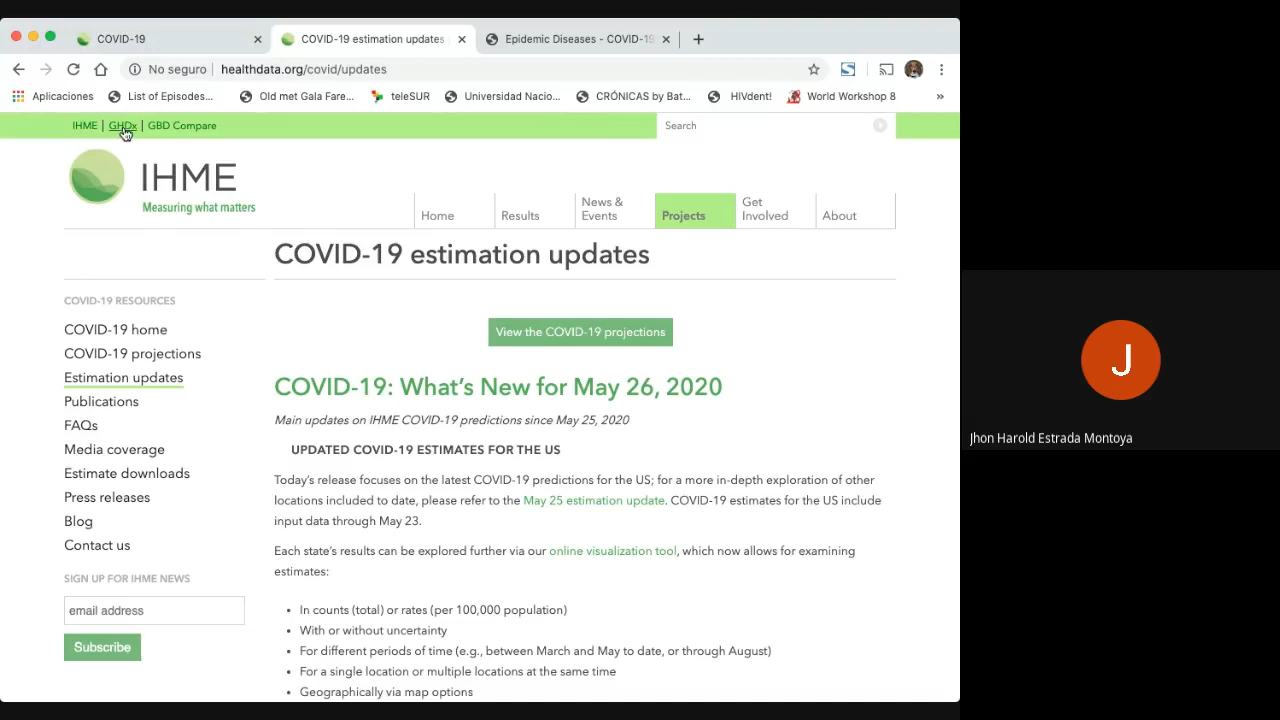 COVID-19
COVID-19 estimation updates
Epidemic Diseases - COVID-19
No seguro
healthdata.org/covid/updates
Aplicaciones
List of Episodes...
Old met Gala Fare...
teleSUR
Universidad Nacio...
CRÓNICAS by Bat...
HIVdent!
World Workshop 8
»
IHME | GHDx | GBD Compare
Search
IHME
Measuring what matters
Home
Results
News &
Events
Projects
Get
Involved
About
COVID-19 estimation updates
COVID-19 RESOURCES
COVID-19 home
COVID-19 projections
Estimation updates
Publications
FAQs
Media coverage
Estimate downloads
Press releases
Blog
Contact us
SIGN UP FOR IHME NEWS
email address
Subscribe
View the COVID-19 projections
COVID-19: What's New for May 26, 2020
Main updates on IHME COVID-19 predictions since May 25, 2020
UPDATED COVID-19 ESTIMATES FOR THE US
Today's release focuses on the latest COVID-19 predictions for the US; for a more in-depth exploration of other
locations included to date, please refer to the May 25 estimation update. COVID-19 estimates for the US include
input data through May 23.
Each state's results can be explored further via our online visualization tool, which now allows for examining
estimates:
• In counts (total) or rates (per 100,000 population)
• With or without uncertainty
• For different periods of time (e.g., between March and May to date, or through August)
• For a single location or multiple locations at the same time
• Geographically via map options
J
Jhon Harold Estrada Montoya